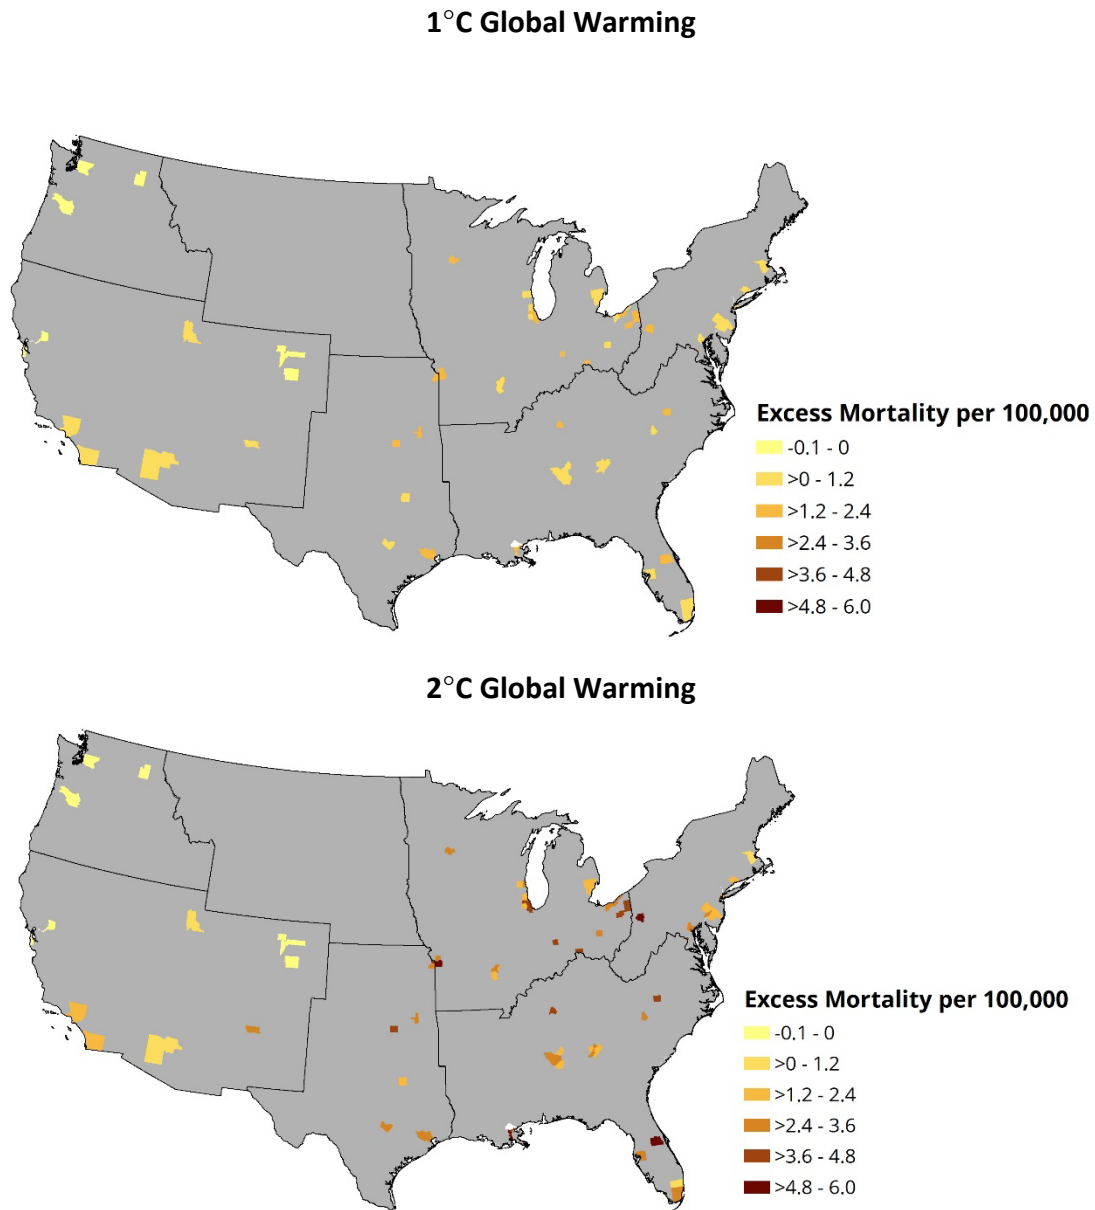 1°C Global Warming
Excess Mortality per 100,000
-0.1 - 0
>0 - 1.2
>1.2 - 2.4
>2.4 - 3.6
>3.6 - 4.8
>4.8 - 6.0
2°C Global Warming
Excess Mortality per 100,000
-0.1 - 0
>0 - 1.2
>1.2 - 2.4
>2.4 - 3.6
>3.6 - 4.8
>4.8 - 6.0